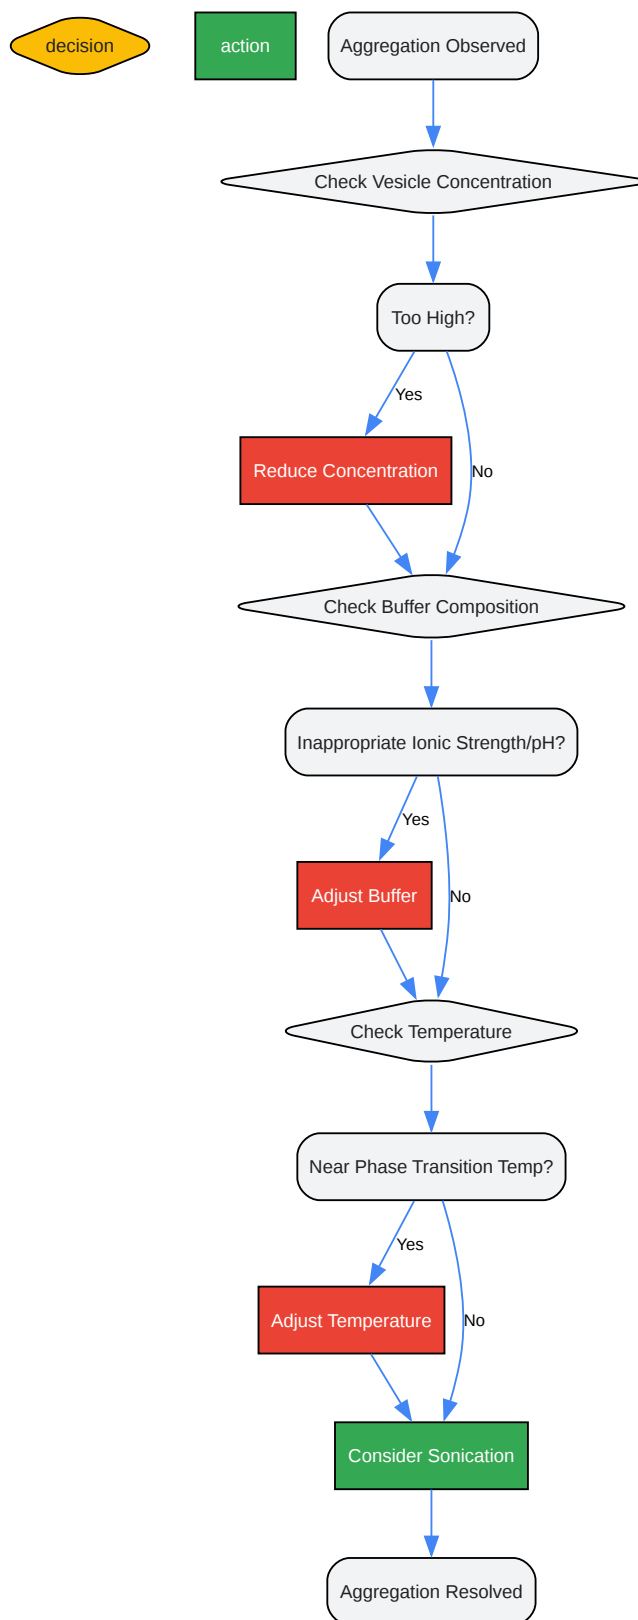 decision
action
Aggregation Observed
Check Vesicle Concentration
Too High?
Yes
Reduce Concentration
No
Check Buffer Composition
Inappropriate Ionic Strength/pH?
Yes
Adjust Buffer
No
Check Temperature
Near Phase Transition Temp?
Yes
Adjust Temperature
No
Consider Sonication
Aggregation Resolved